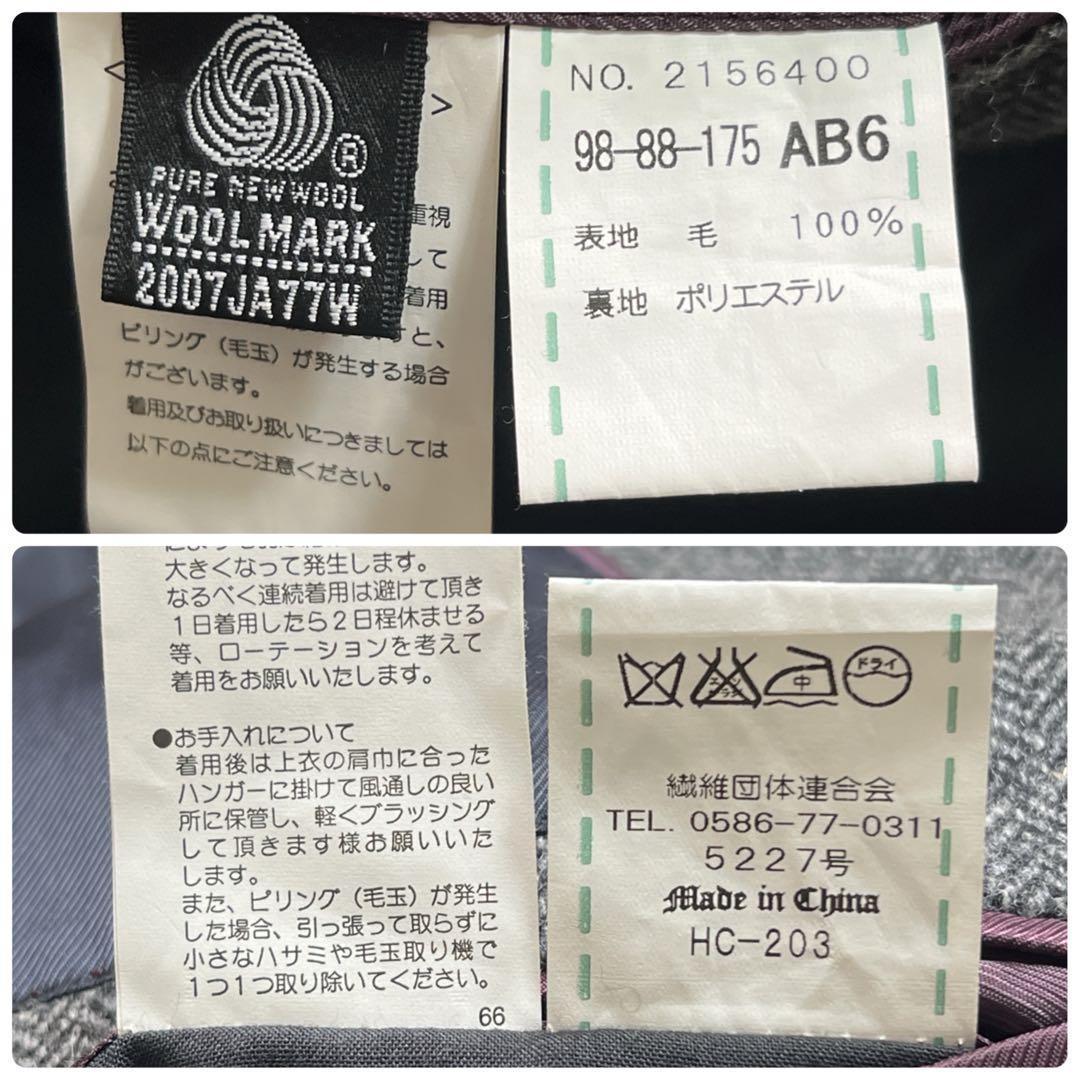 PURE NEW WOOL
WOOLMARK
2007JA77W
重視
して
着用
と、
ピリング（毛玉）が発生する場合
がございます。
着用及びお取り扱いにつきましては
以下の点にご注意ください。
NO. 2156400
98-88-175 AB6
表地 毛 100%
裏地 ポリエステル
大きくなって発生します。
なるべく連続着用は避けて頂き
1日着用したら2日程休ませる
等、ローテーションを考えて
着用をお願いいたします。
●お手入れについて
着用後は上衣の肩巾に合った
ハンガーに掛けて風通しの良い
所に保管し、軽くブラッシング
して頂きます様お願いいた
します。
また、ピリング（毛玉）が発生
した場合、引っ張って取らずに
小さなハサミや毛玉取り機で
1つ1つ取り除いてください。
66
エンソサラシ 中 ドライ
繊維団体連合会
TEL. 0586-77-0311
5227号
Made in China
HC-203